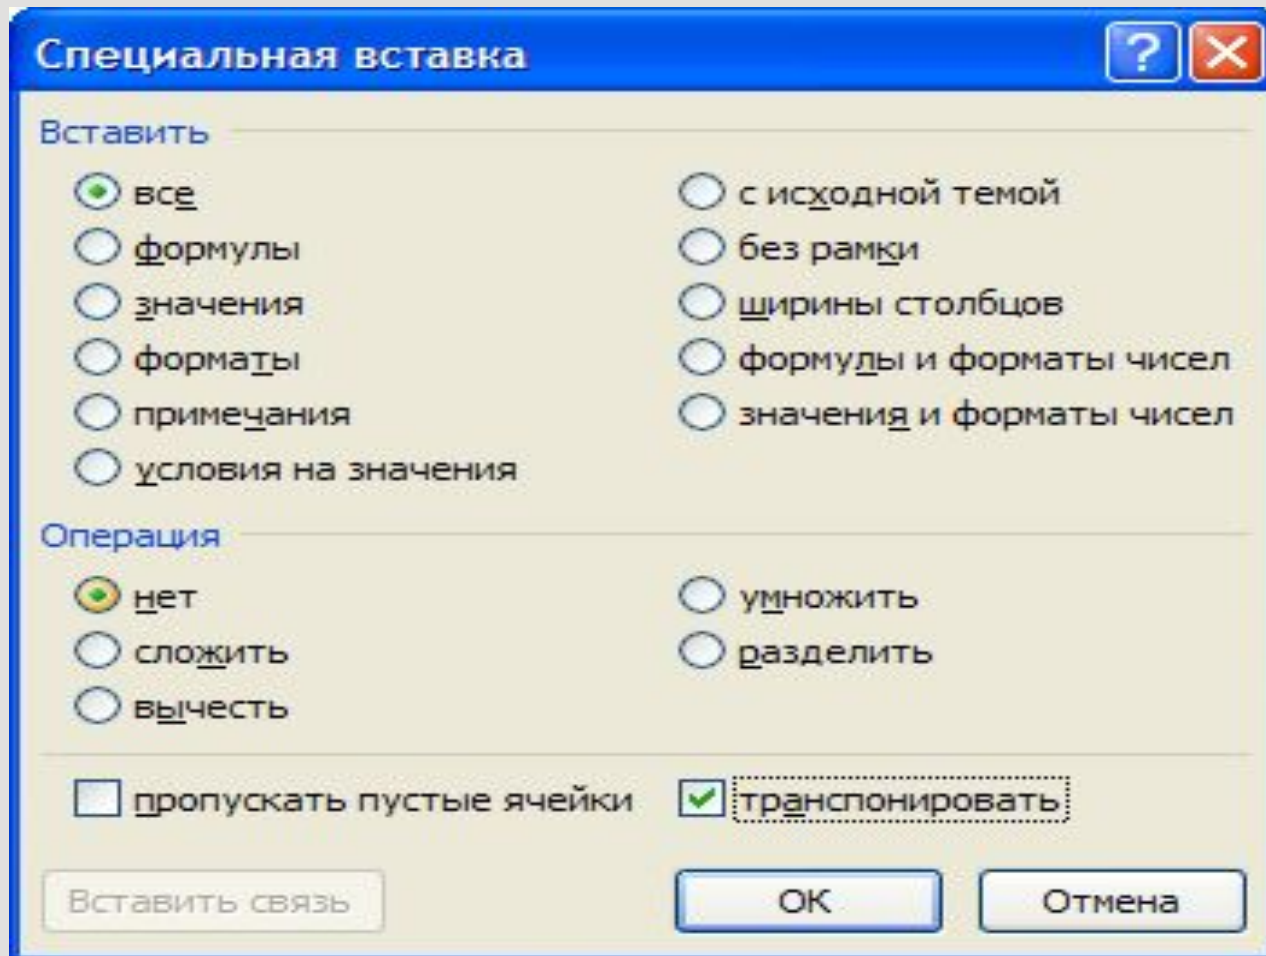 Специальная вставка
Вставить
все
формулы
значения
форматы
примечания
условия на значения
с исходной темой
без рамки
ширины столбцов
формулы и форматы чисел
значения и форматы чисел
Операция
нет
сложить
вычесть
умножить
разделить
пропускать пустые ячейки
транспонировать
Вставить связь
ОК
Отмена